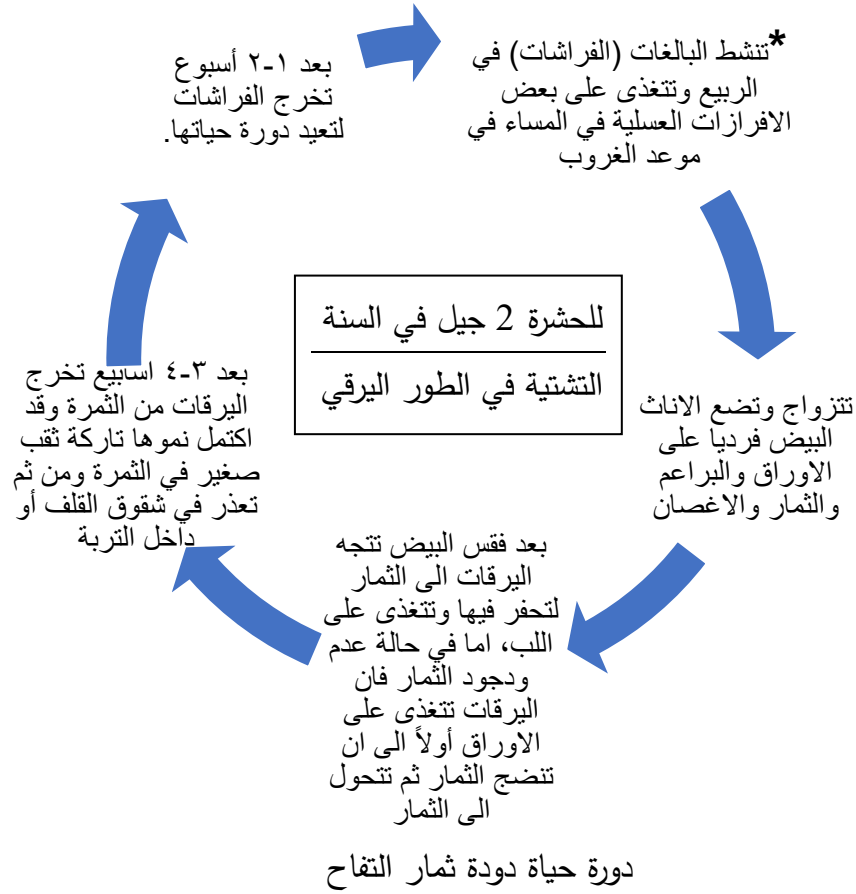 *تنشط البالغات (الفراشات) في
الربيع وتتغذى على بعض
الافرازات العسلية في المساء في
موعد الغروب
تتزواج وتضع الاناث
البيض فرديا على
الاوراق والبراعم
والثمار والاغصان
بعد فقس البيض تتجه
اليرقات الى الثمار
لتحفر فيها وتتغذى على
اللب، اما في حالة عدم
ودجود الثمار فان
اليرقات تتغذى على
الاوراق أولاً الى ان
تنضج الثمار ثم تتحول
الى الثمار
بعد ٣-٤ اسابيع تخرج
اليرقات من الثمرة وقد
اكتمل نموها تاركة ثقب
صغير في الثمرة ومن ثم
تعذر في شقوق القلف أو
داخل التربة
بعد ١-٢ أسبوع
تخرج الفراشات
لتعيد دورة حياتها.
للحشرة 2 جيل في السنة
التشتية في الطور اليرقي
دورة حياة دودة ثمار التفاح